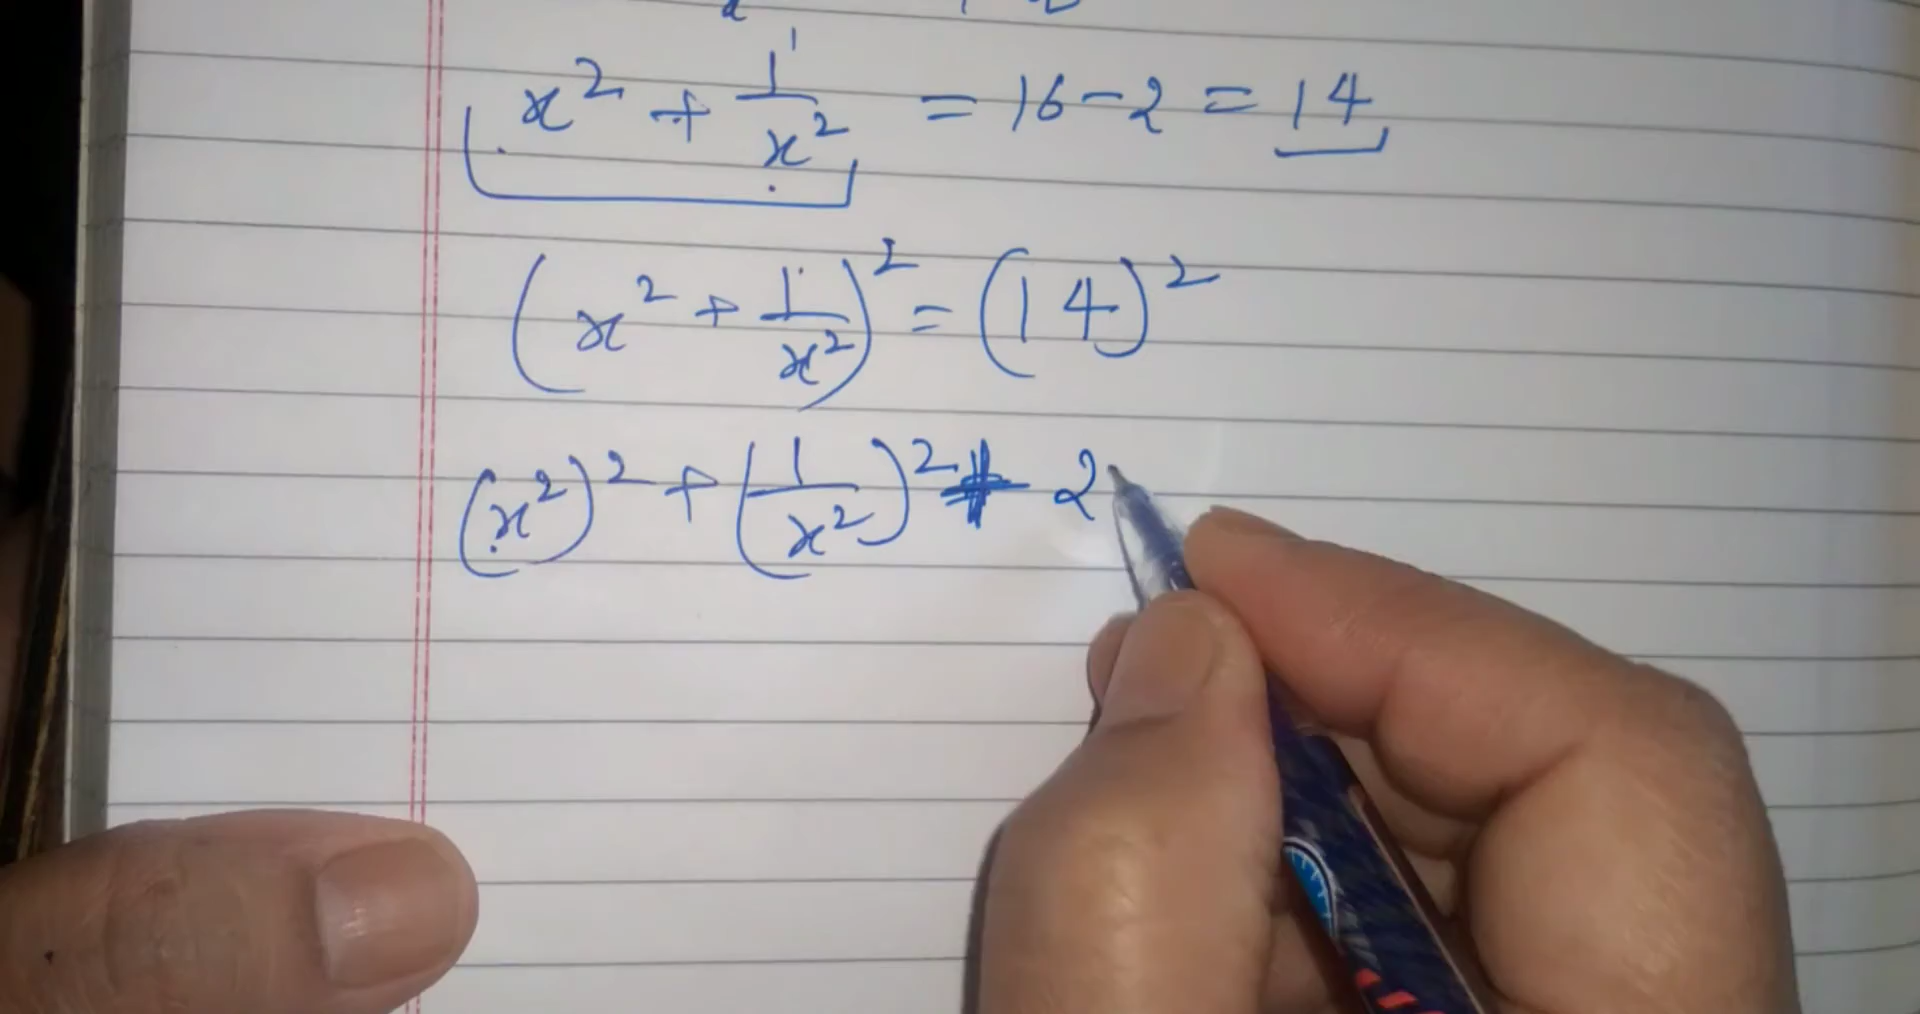 x² + 1/x² = 16 - 2 = 14
(x² + 1/x²)² = (14)²
(x²)² + (1/x²)² + 2